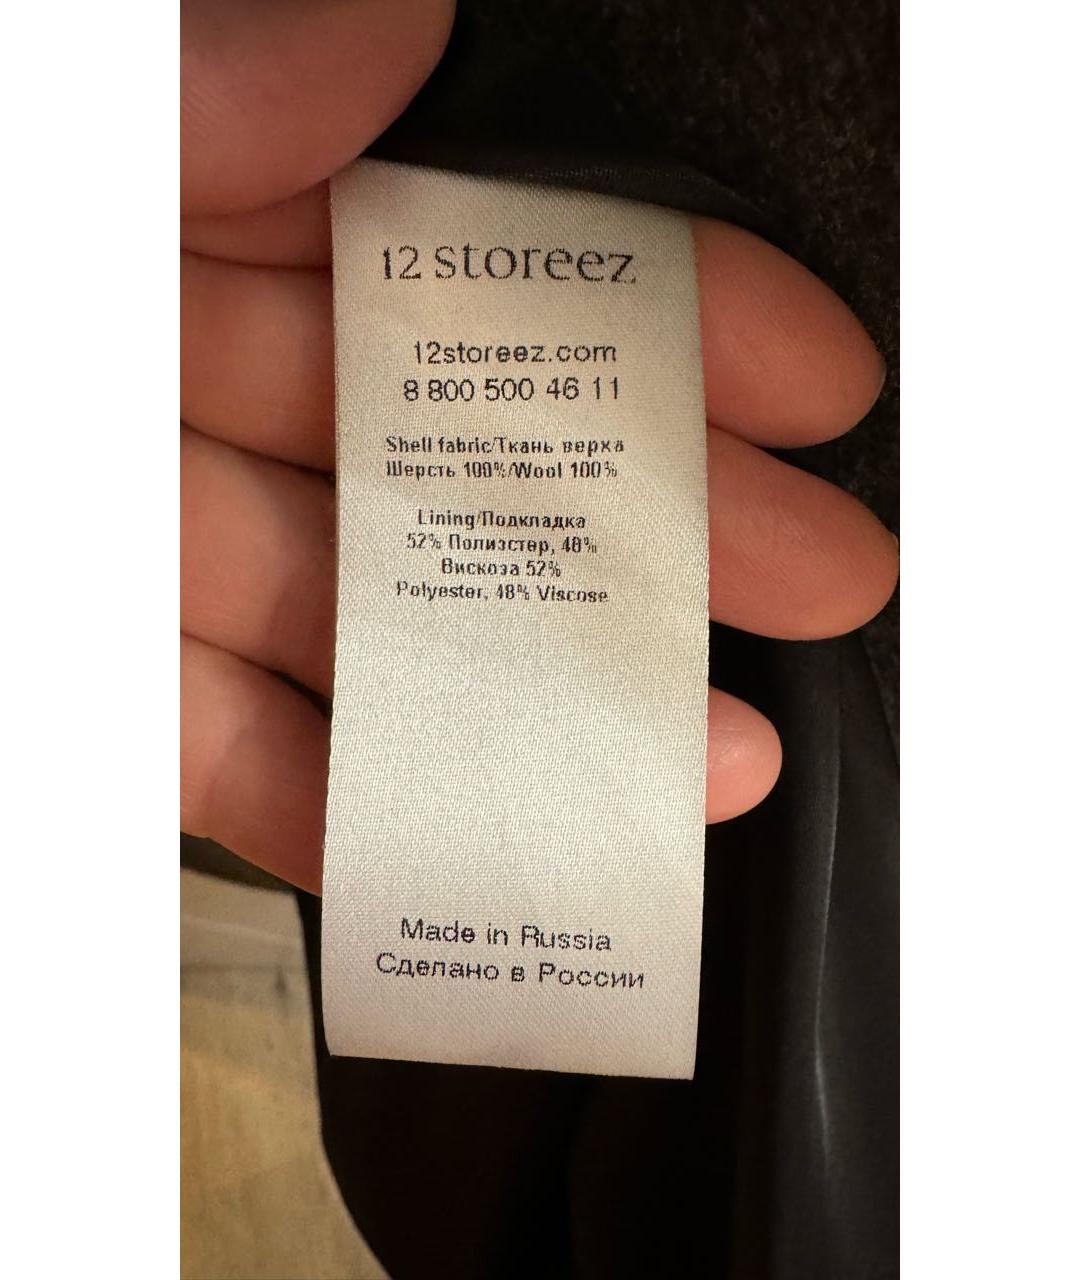 12 storeez
12storeez.com
8 800 500 46 11
Shell fabric/Ткань верха
Шерсть 100%/Wool 100%
Lining/Подкладка
52% Полиэстер, 48%
Вискоза 52%
Polyester, 48% Viscose
Made in Russia
Сделано в России